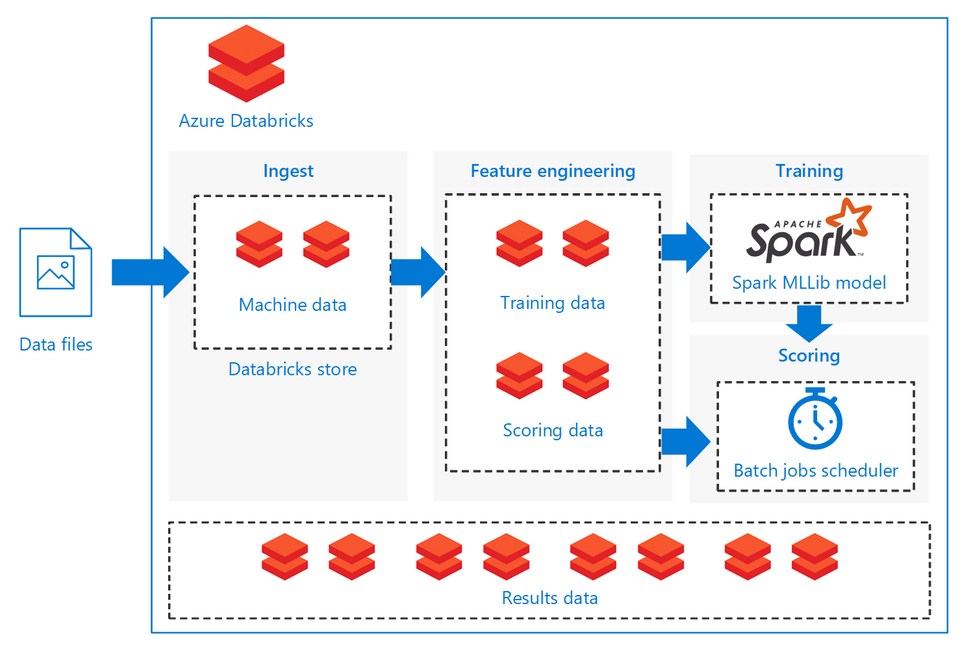 Azure Databricks
Ingest
Feature engineering
Training
APACHE
Spark™
Spark MLLib model
Machine data
Training data
Data files
Databricks store
Scoring
Scoring data
Batch jobs scheduler
Results data